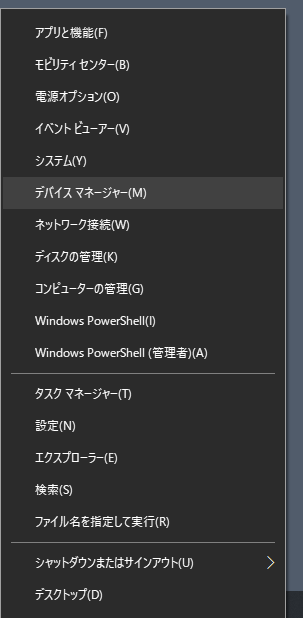 アプリと機能(F)
モビリティ センター(B)
電源オプション(O)
イベント ビューアー(V)
システム(Y)
デバイス マネージャー(M)
ネットワーク接続(W)
ディスクの管理(K)
コンピューターの管理(G)
Windows PowerShell(I)
Windows PowerShell (管理者)(A)
タスク マネージャー(T)
設定(N)
エクスプローラー(E)
検索(S)
ファイル名を指定して実行(R)
シャットダウンまたはサインアウト(U)
デスクトップ(D)